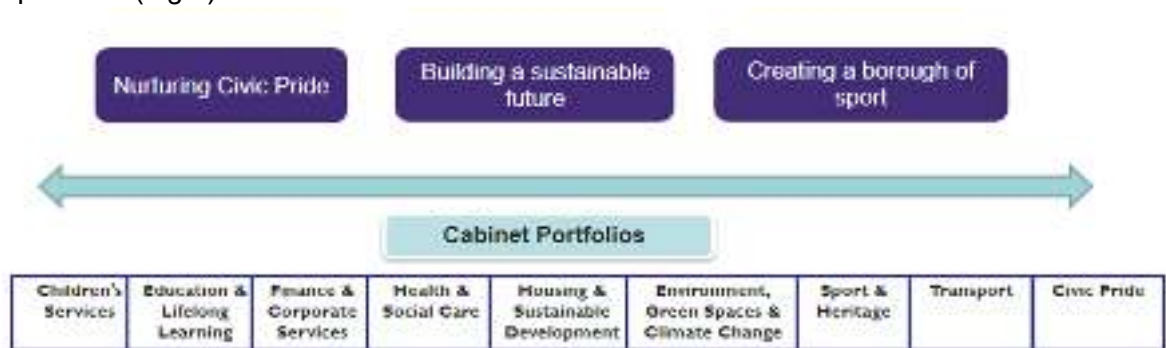 Nurturing Civic Pride
Building a sustainable
future
Creating a borough of
sport
Cabinet Portfolios
Children's
Services
Education &
Lifelong
Learning
Finance &
Corporate
Services
Health &
Social Care
Housing &
Sustainable
Development
Environment,
Green Spaces &
Climate Change
Sport &
Heritage
Transport
Civic Pride